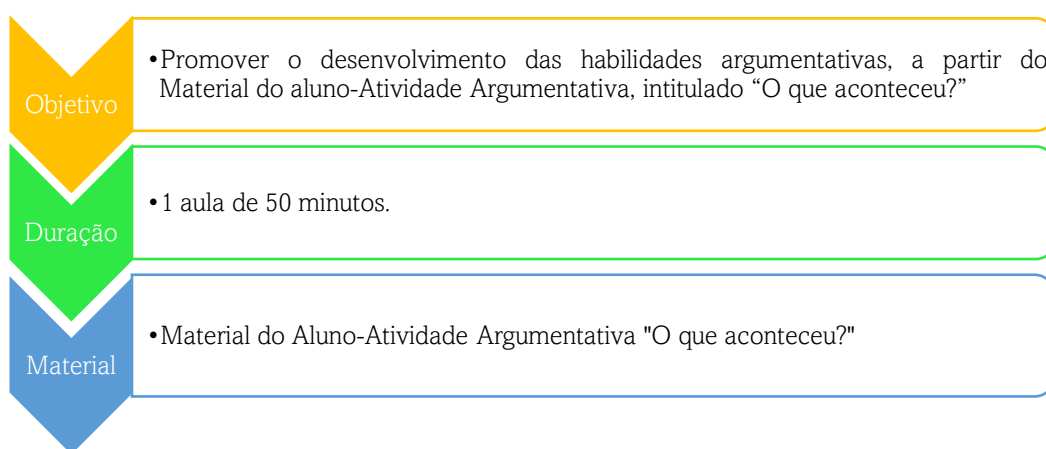 Objetivo
•Promover o desenvolvimento das habilidades argumentativas, a partir do
Material do aluno-Atividade Argumentativa, intitulado “O que aconteceu?”
Duração
•1 aula de 50 minutos.
Material
•Material do Aluno-Atividade Argumentativa "O que aconteceu?"